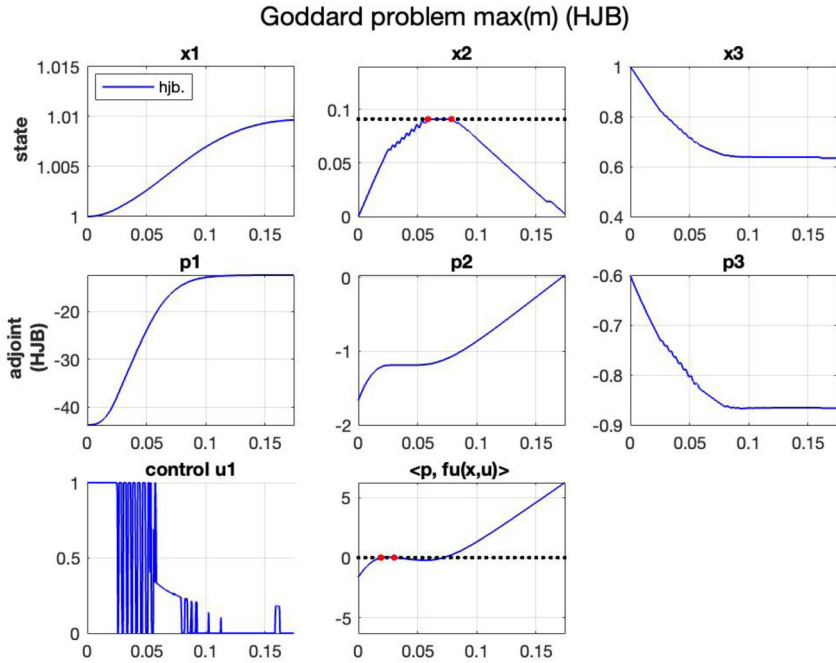 Goddard problem max(m) (HJB)
x1 x2 x3
state
hjb.
1.015
1.01
1.005
1
0 0.05 0.1 0.15
0.1
0.05
0
0 0.05 0.1 0.15
1
0.8
0.6
0.4
0 0.05 0.1 0.15
p1 p2 p3
adjoint
(HJB)
-20
-30
-40
0 0.05 0.1 0.15
0
-1
-2
0 0.05 0.1 0.15
-0.6
-0.7
-0.8
-0.9
0 0.05 0.1 0.15
control u1 <p, fu(x,u)>
1
0.5
0
0 0.05 0.1 0.15
5
0
-5
0 0.05 0.1 0.15